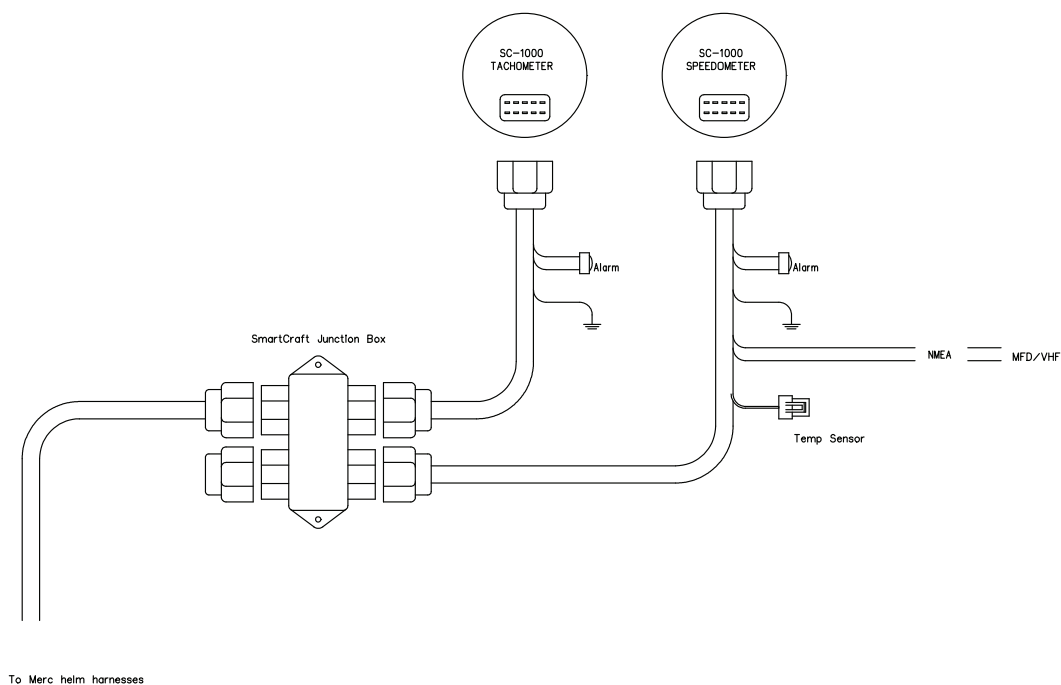 SC-1000
TACHOMETER
SC-1000
SPEEDOMETER
Alarm
Alarm
SmartCraft Junction Box
NMEA
MFD/VHF
Temp Sensor
To Merc helm harnesses